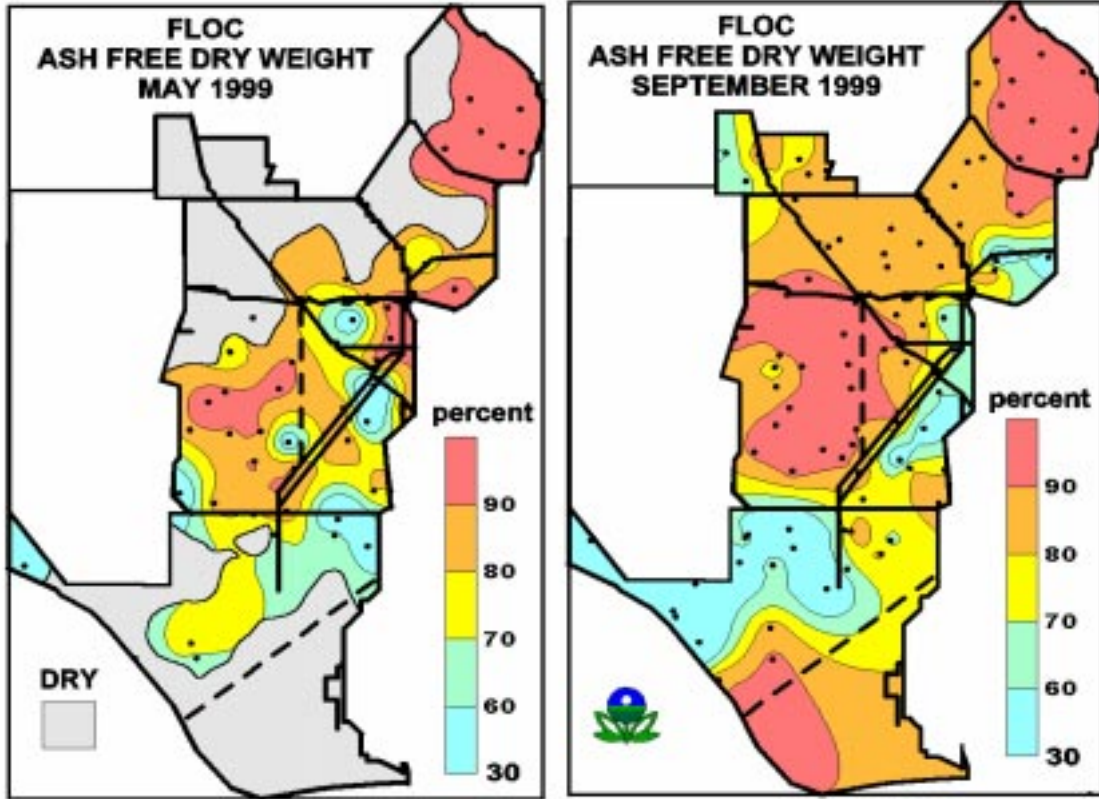 FLOC
ASH FREE DRY WEIGHT
MAY 1999
percent
90
80
70
60
30
DRY
FLOC
ASH FREE DRY WEIGHT
SEPTEMBER 1999
percent
90
80
70
60
30